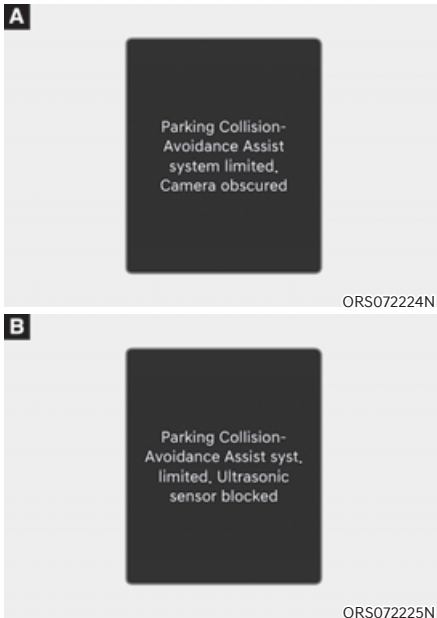 A
Parking Collision-
Avoidance Assist
system limited.
Camera obscured
ORS072224N
B
Parking Collision-
Avoidance Assist syst.
limited. Ultrasonic
sensor blocked
ORS072225N